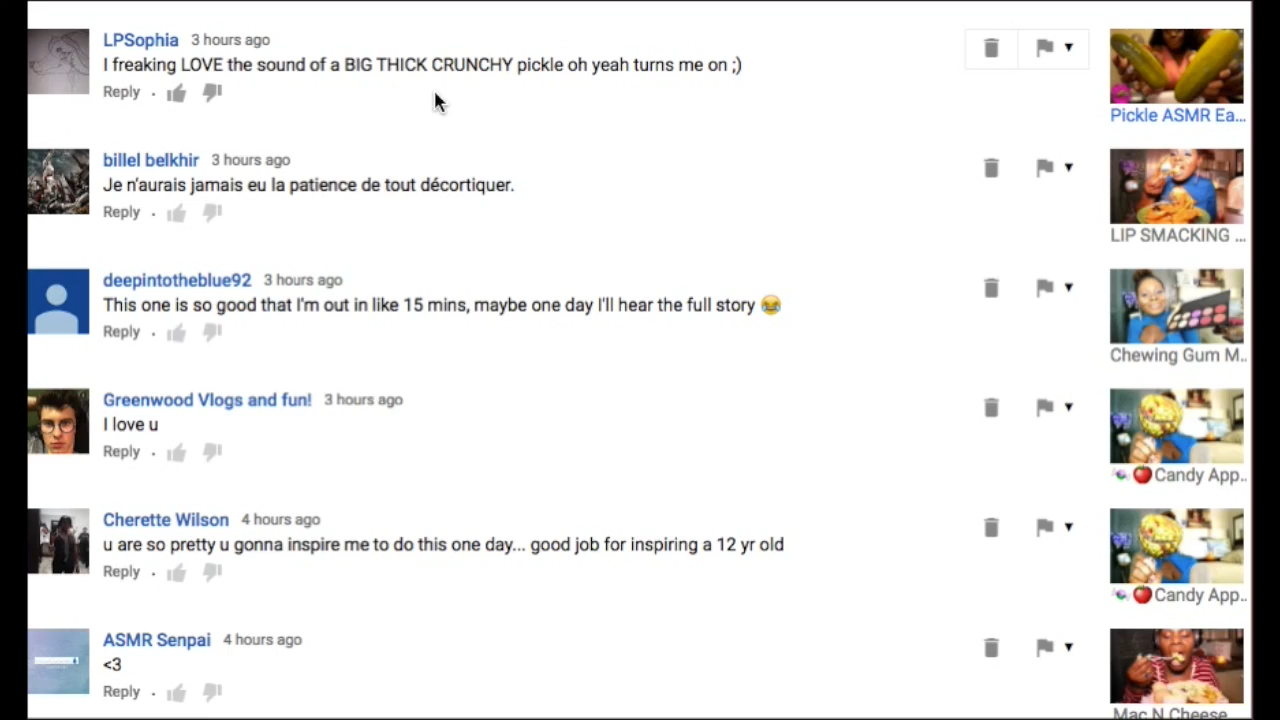 LPSophia 3 hours ago
I freaking LOVE the sound of a BIG THICK CRUNCHY pickle oh yeah turns me on ;)
Reply .
Pickle ASMR Ea...
billel belkhir 3 hours ago
Je n'aurais jamais eu la patience de tout décortiquer.
Reply .
LIP SMACKING ...
deepintotheblue92 3 hours ago
This one is so good that I'm out in like 15 mins, maybe one day I'll hear the full story 😂
Reply .
Chewing Gum M..
Greenwood Vlogs and fun! 3 hours ago
I love u
Reply .
🍬🍎Candy App..
Cherette Wilson 4 hours ago
u are so pretty u gonna inspire me to do this one day... good job for inspiring a 12 yr old
Reply .
🍬🍎Candy App..
ASMR Senpai 4 hours ago
<3
Reply .
Mac N Cheese